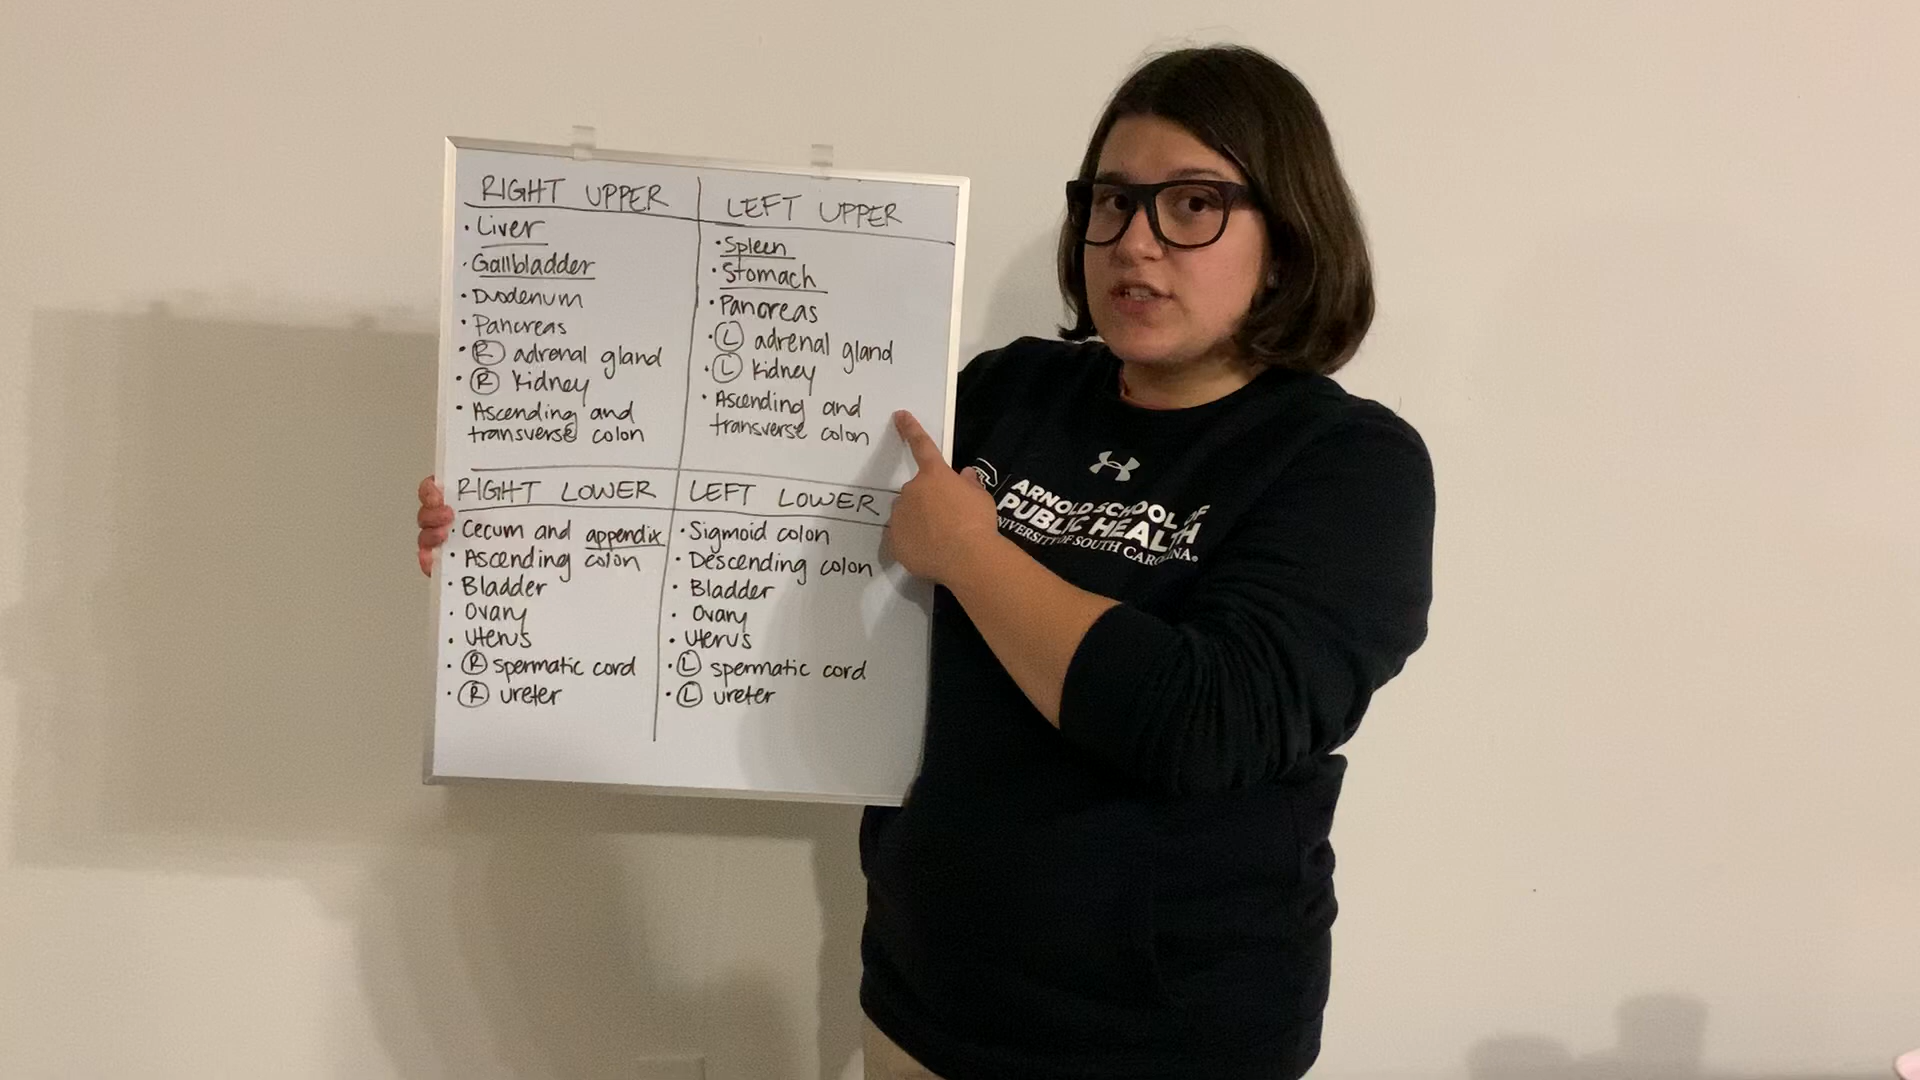 RIGHT UPPER
• Liver
• Gallbladder
• Duodenum
• Pancreas
• R adrenal gland
• R kidney
• Ascending and
transverse colon
LEFT UPPER
• Spleen
• Stomach
• Pancreas
• L adrenal gland
• L kidney
• Ascending and
transverse colon
RIGHT LOWER
• Cecum and appendix
• Ascending colon
• Bladder
• Ovary
• Uterus
• R spermatic cord
• R ureter
LEFT LOWER
• Sigmoid colon
• Descending colon
• Bladder
• Ovary
• Uterus
• L spermatic cord
• L ureter
ARNOLD SCHOOL OF
PUBLIC HEALTH
UNIVERSITY OF SOUTH CAROLINA®